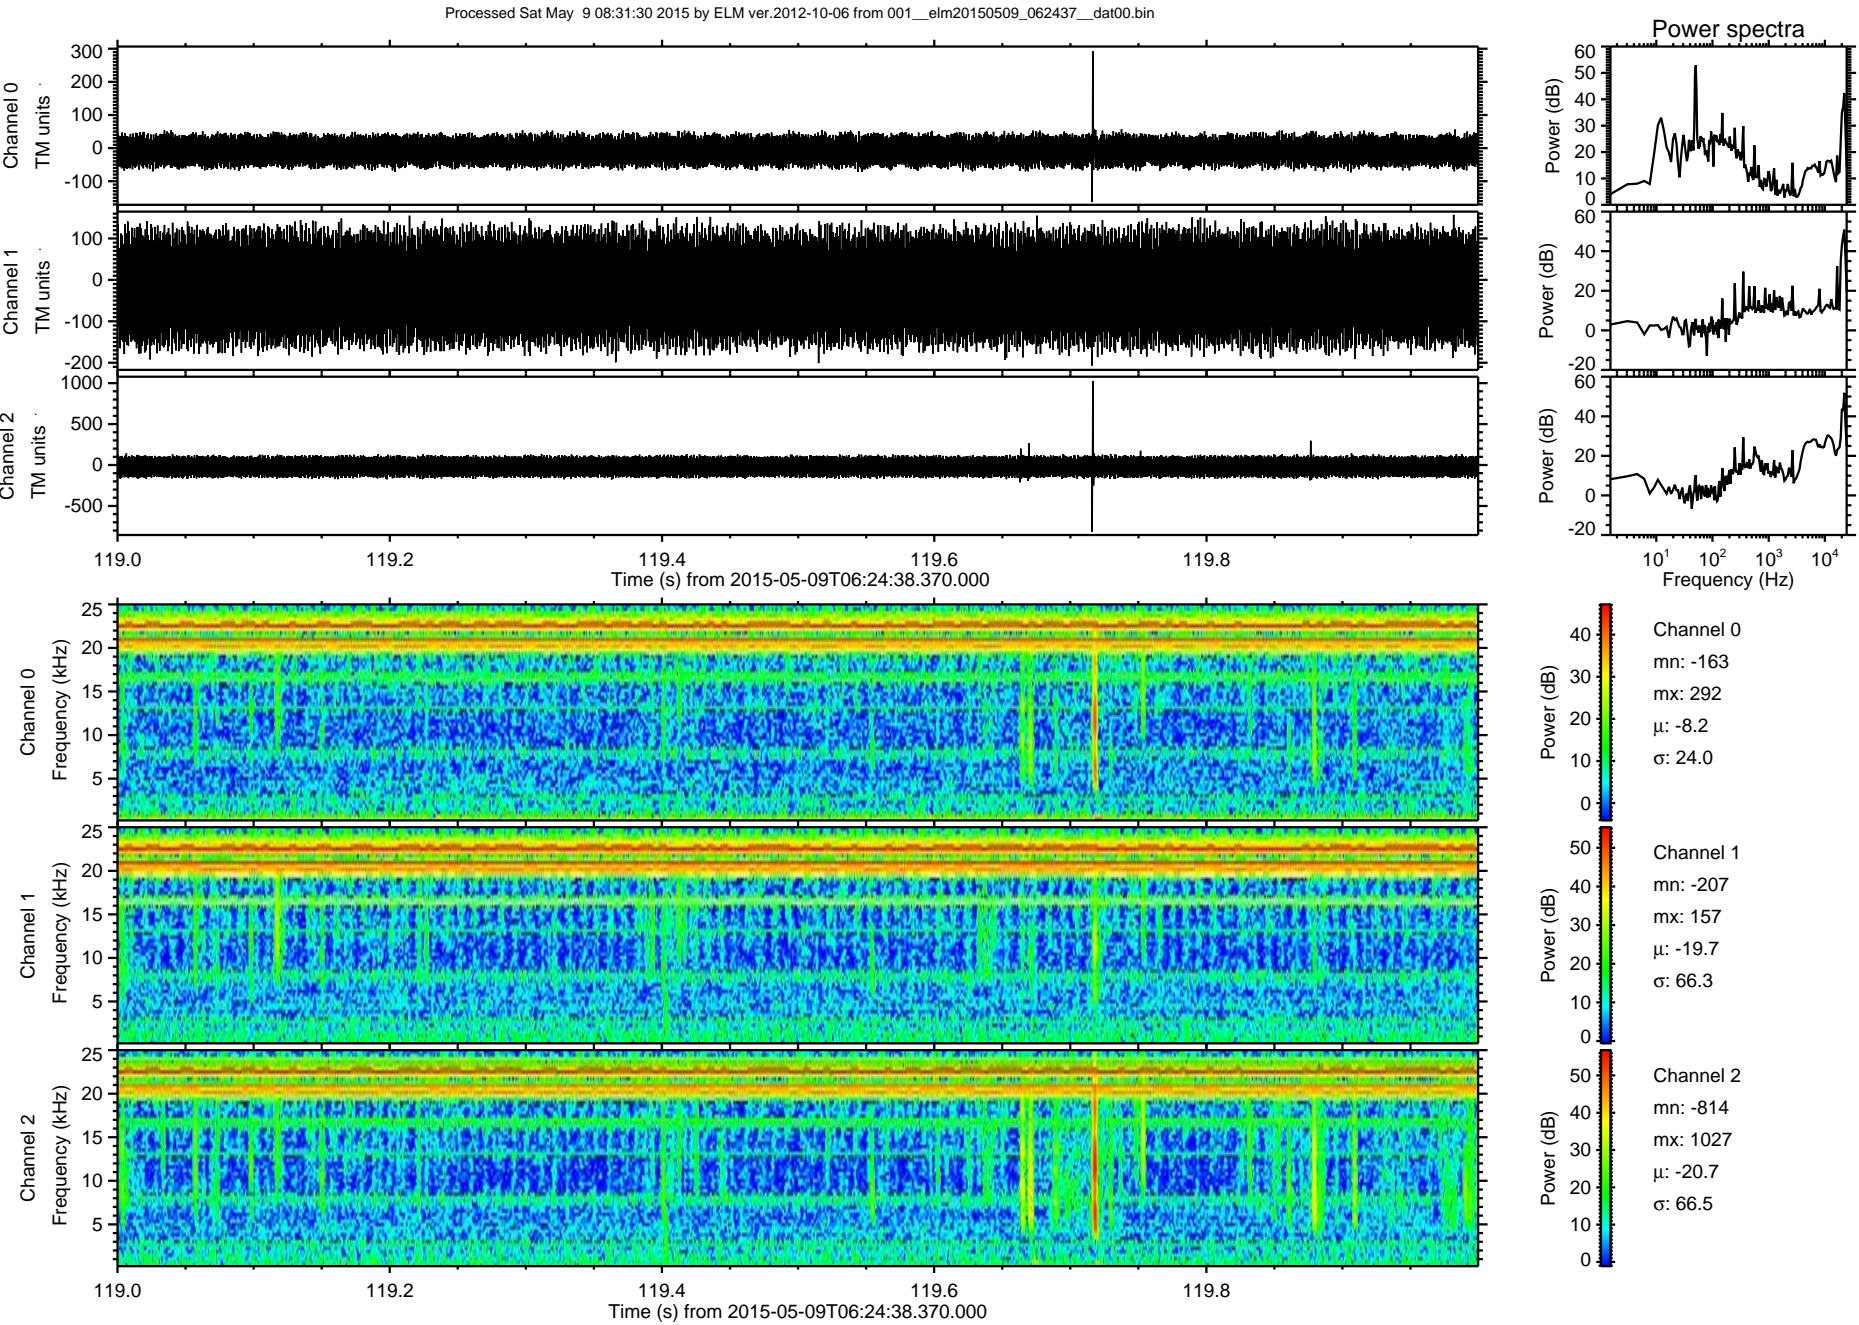 Processed Sat May  9 08:31:30 2015 by ELM ver.2012-10-06 from 001__elm20150509_062437__dat00.bin
Power spectra
Channel 0
TM units
300
200
100
0
-100
Power (dB)
60
50
40
30
20
10
0
Channel 1
TM units
100
0
-100
-200
Power (dB)
60
40
20
0
-20
Channel 2
TM units
1000
500
0
-500
Power (dB)
60
40
20
0
-20
119.0 119.2 119.4 119.6 119.8
Time (s) from 2015-05-09T06:24:38.370.000
10¹ 10² 10³ 10⁴
Frequency (Hz)
Channel 0
Frequency (kHz)
25
20
15
10
5
Power (dB)
40
30
20
10
0
Channel 0
mn: -163
mx: 292
μ: -8.2
σ: 24.0
Channel 1
Frequency (kHz)
25
20
15
10
5
Power (dB)
50
40
30
20
10
0
Channel 1
mn: -207
mx: 157
μ: -19.7
σ: 66.3
Channel 2
Frequency (kHz)
25
20
15
10
5
Power (dB)
50
40
30
20
10
0
Channel 2
mn: -814
mx: 1027
μ: -20.7
σ: 66.5
119.0 119.2 119.4 119.6 119.8
Time (s) from 2015-05-09T06:24:38.370.000